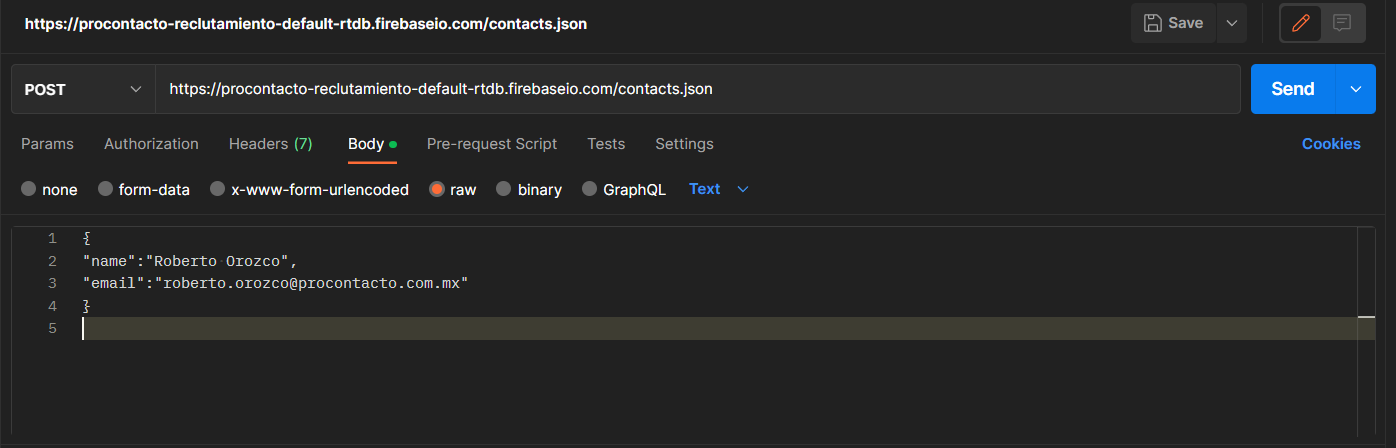 https://procontacto-reclutamiento-default-rtdb.firebaseio.com/contacts.json Save
POST https://procontacto-reclutamiento-default-rtdb.firebaseio.com/contacts.json Send
Params Authorization Headers (7) Body Pre-request Script Tests Settings Cookies
none form-data x-www-form-urlencoded raw binary GraphQL Text
1 {
2 "name":"Roberto Orozco",
3 "email":"roberto.orozco@procontacto.com.mx"
4 }
5